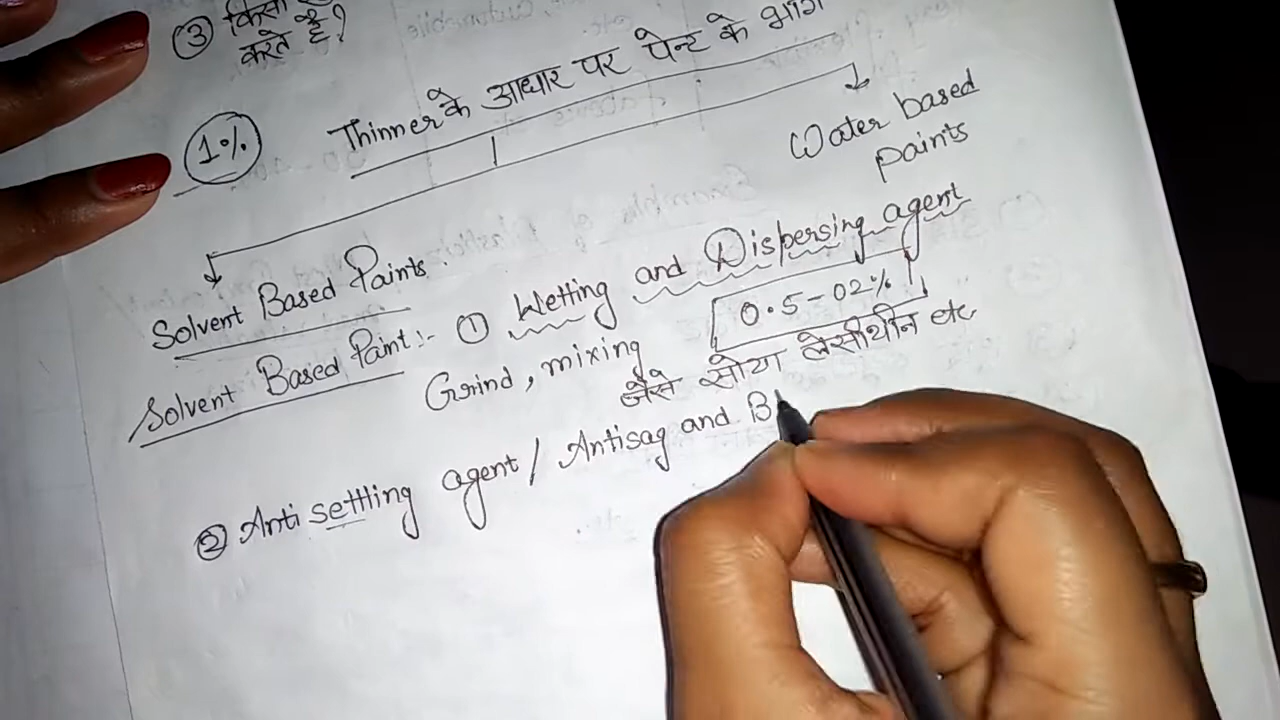 ③ किसी
करते है?
1% Thinner के आधार पर पेन्ट के भाग
Water based
paints
Solvent Based Paints.
Solvent Based Paint:- ① Wetting and Dispersing agent
0.5-02%
Grind, mixing
जैसे सोया लेसीथीन etc.
② Anti settling agent / Antisag and B